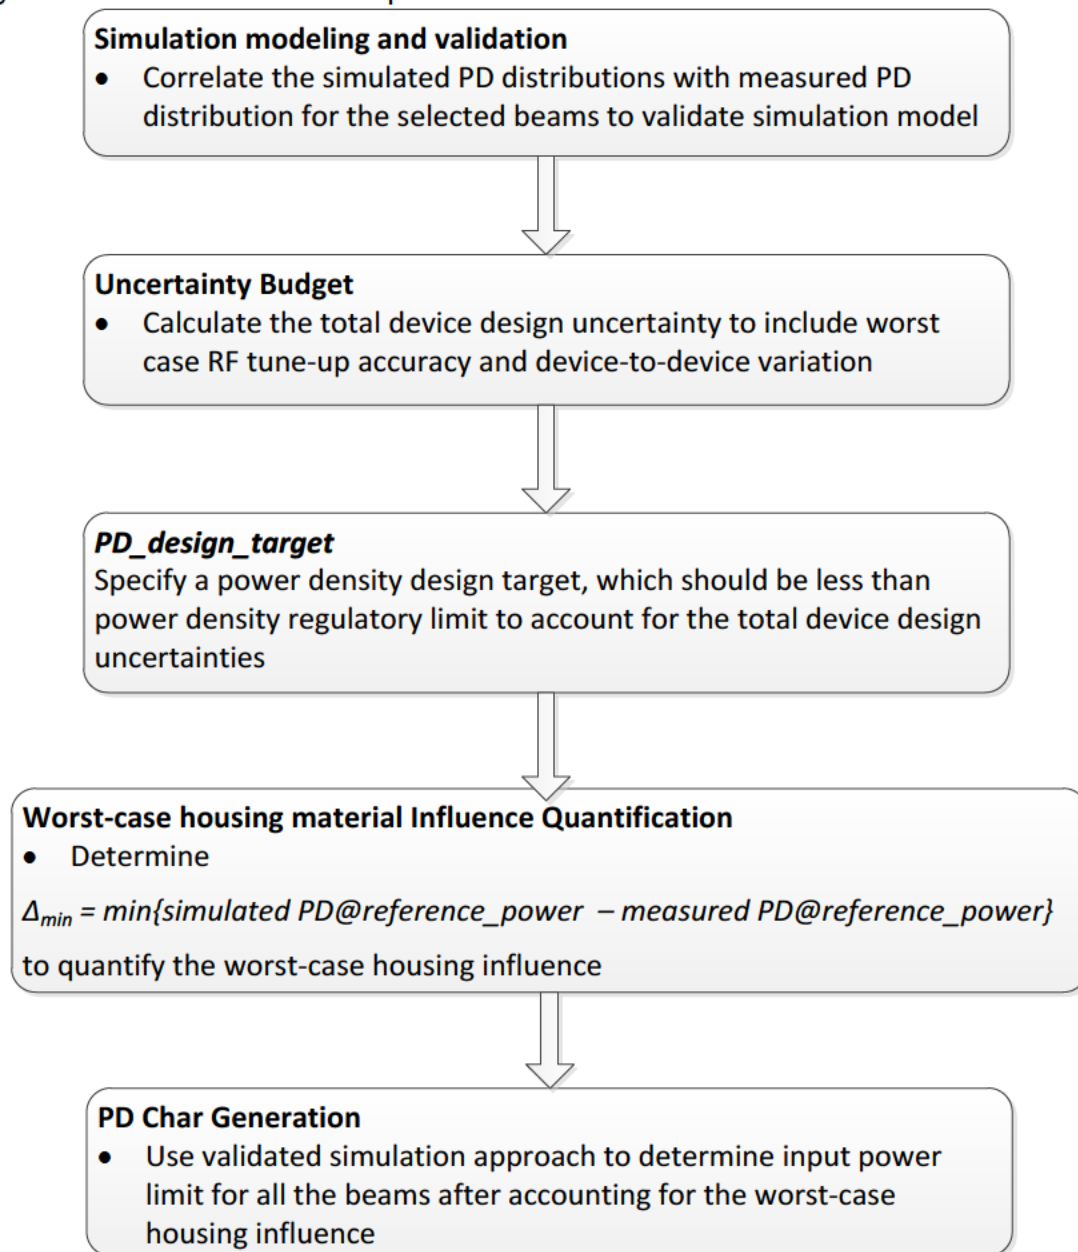 Simulation modeling and validation
• Correlate the simulated PD distributions with measured PD
distribution for the selected beams to validate simulation model
Uncertainty Budget
• Calculate the total device design uncertainty to include worst
case RF tune-up accuracy and device-to-device variation
PD_design_target
Specify a power density design target, which should be less than
power density regulatory limit to account for the total device design
uncertainties
Worst-case housing material Influence Quantification
• Determine
Δmin = min{simulated PD@reference_power – measured PD@reference_power}
to quantify the worst-case housing influence
PD Char Generation
• Use validated simulation approach to determine input power
limit for all the beams after accounting for the worst-case
housing influence